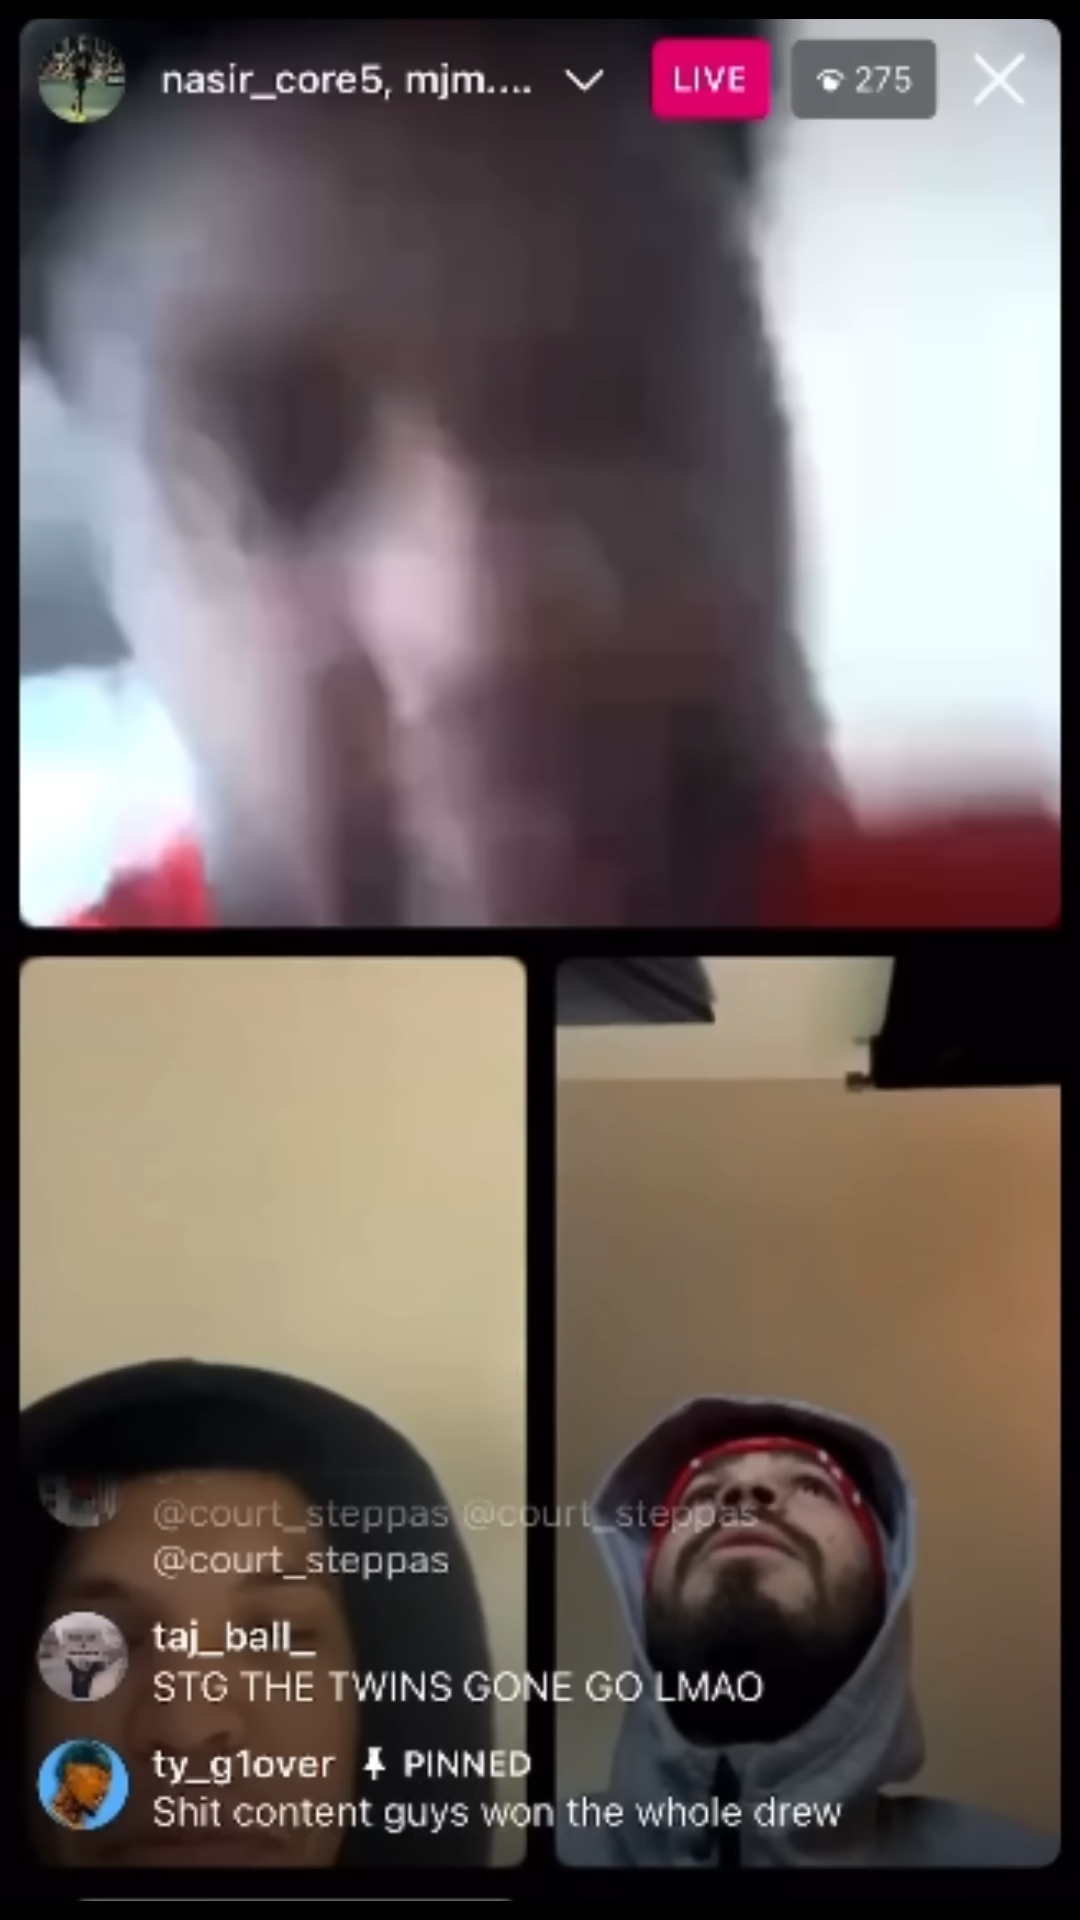 nasir_core5, mjm....
LIVE
275
@court_steppas @court_steppas
@court_steppas
taj_ball_
STG THE TWINS GONE GO LMAO
ty_g1over PINNED
Shit content guys won the whole drew